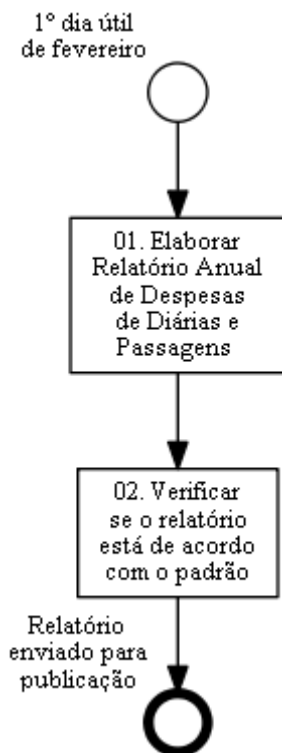 1º dia útil
de fevereiro
01. Elaborar
Relatório Anual
de Despesas
de Diárias e
Passagens
02. Verificar
se o relatório
está de acordo
com o padrão
Relatório
enviado para
publicação